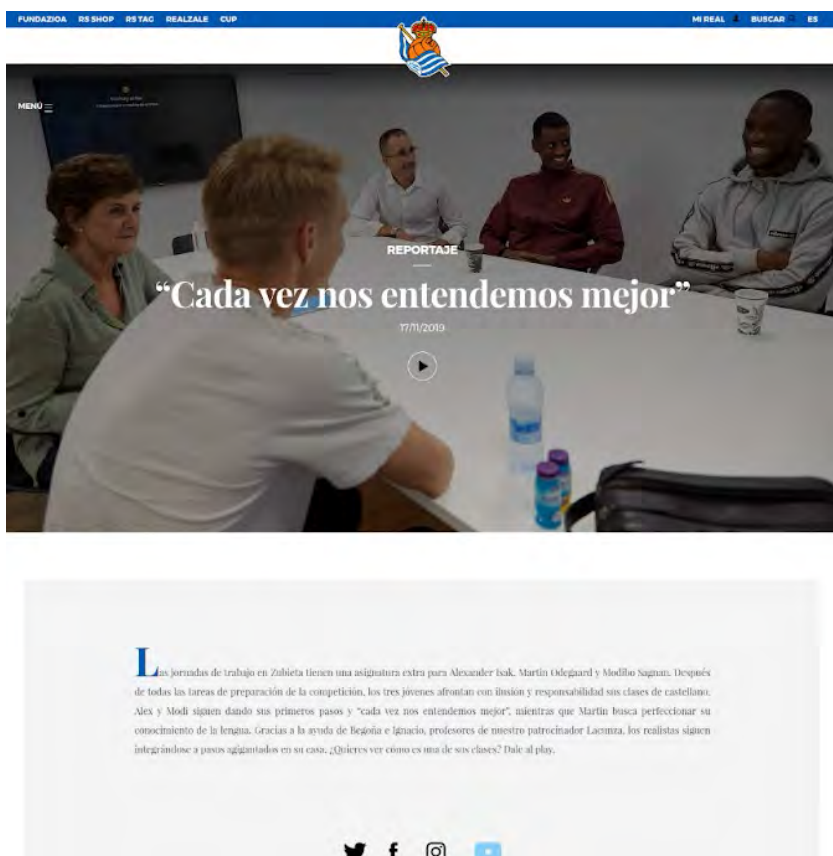 FUNDAZIOA RS SHOP RS TAG REALZALE CUP
MI REAL BUSCAR ES
MENÚ
REPORTAJE
“Cada vez nos entendemos mejor”
17/11/2019
Las jornadas de trabajo en Zubieta tienen una asignatura extra para Alexander Isak, Martin Odegaard y Modibo Sagnan. Después
de todas las tareas de preparación de la competición, los tres jóvenes afrontan con ilusión y responsabilidad sus clases de castellano.
Alex y Modi siguen dando sus primeros pasos y “cada vez nos entendemos mejor”, mientras que Martin busca perfeccionar su
conocimiento de la lengua. Gracias a la ayuda de Begoña e Ignacio, profesores de nuestro patrocinador Lacunza, los realistas siguen
integrándose a pasos agigantados en su casa. ¿Quieres ver cómo es una de sus clases? Dale al play.